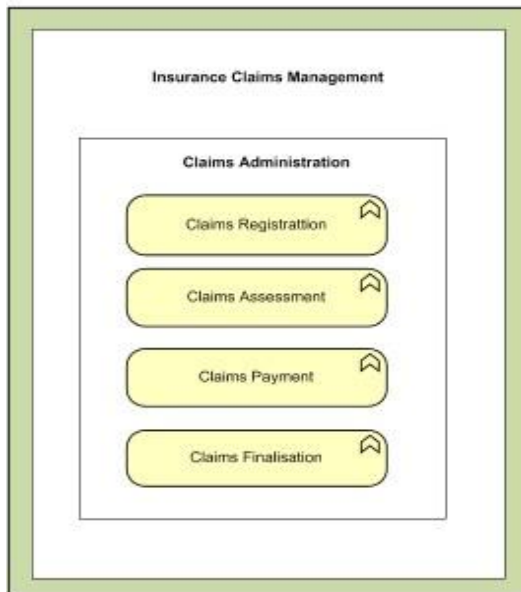 Insurance Claims Management
Claims Administration
Claims Registrattion
Claims Assessment
Claims Payment
Claims Finalisation